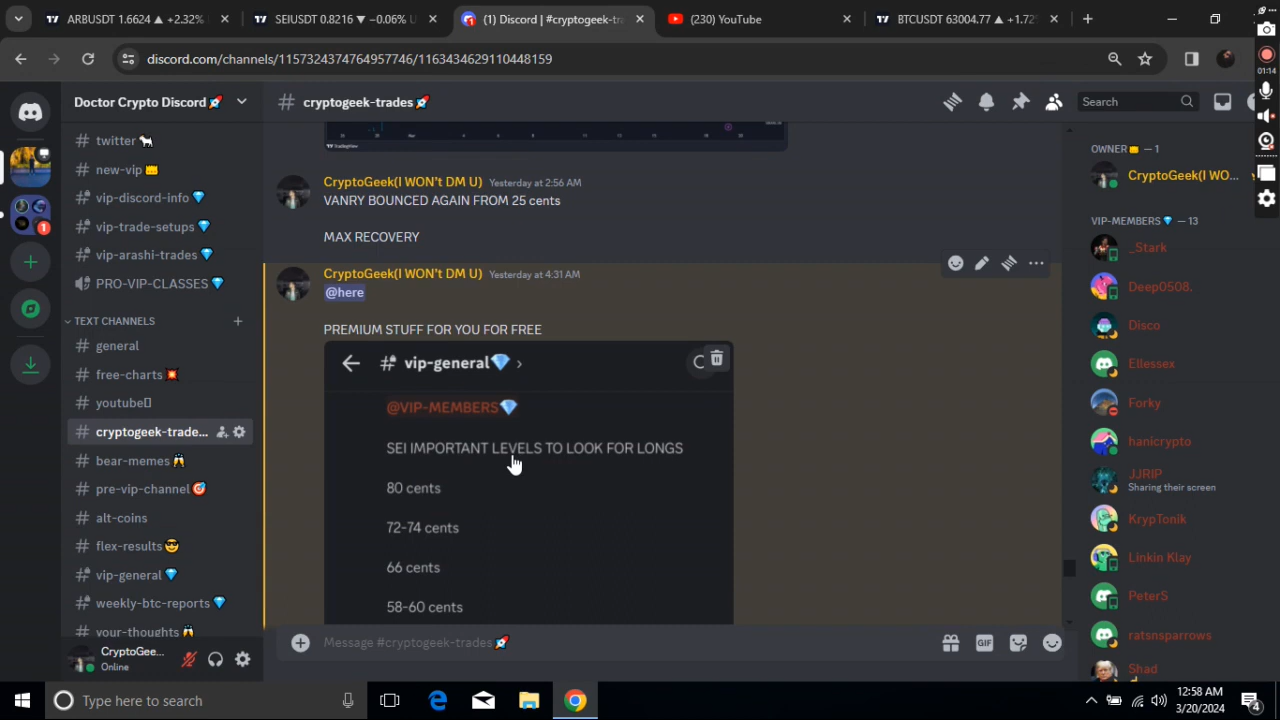 ARBUSDT 1.6624 ▲ +2.32%
SEIUSDT 0.8216 ▼ −0.06%
(1) Discord | #cryptogeek-tr
(230) YouTube
BTCUSDT 63004.77 ▲ +1.72
discord.com/channels/1157324374764957746/1163434629110448159
01:14
Doctor Crypto Discord🚀
# cryptogeek-trades🚀
Search
twitter
new-vip 👑
vip-discord-info 💎
vip-trade-setups 💎
vip-arashi-trades 💎
PRO-VIP-CLASSES 💎
TEXT CHANNELS
general
free-charts 💥
youtube
cryptogeek-trade...
bear-memes
pre-vip-channel 🎯
alt-coins
flex-results 😎
vip-general 💎
weekly-btc-reports 💎
your-thoughts
CryptoGee...
Online
TradingView
CryptoGeek(I WON't DM U) Yesterday at 2:56 AM
VANRY BOUNCED AGAIN FROM 25 cents
MAX RECOVERY
CryptoGeek(I WON't DM U) Yesterday at 4:31 AM
@here
PREMIUM STUFF FOR YOU FOR FREE
# vip-general💎 ›
@VIP-MEMBERS💎
SEI IMPORTANT LEVELS TO LOOK FOR LONGS
80 cents
72-74 cents
66 cents
58-60 cents
Message #cryptogeek-trades🚀
GIF
OWNER👑 — 1
CryptoGeek(I WO...
VIP-MEMBERS💎 — 13
_Stark
Deep0508.
Disco
Ellessex
Forky
hanicrypto
JJRIP
Sharing their screen
KrypTonik
Linkin Klay
PeterS
ratsnsparrows
Shad
Type here to search
12:58 AM
3/20/2024
4